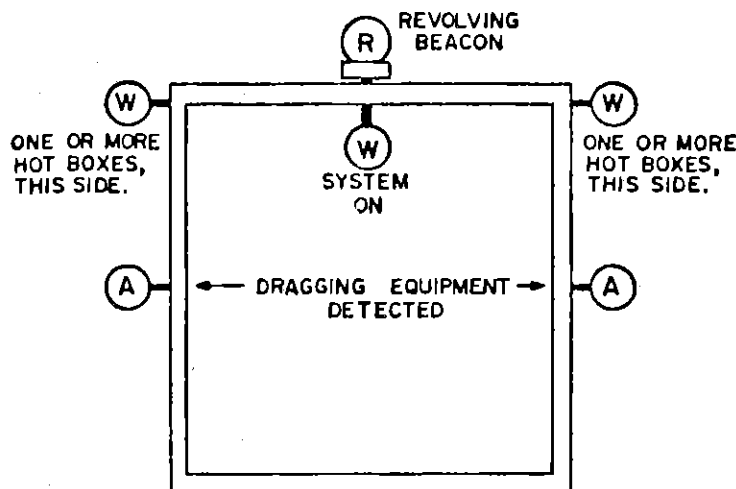 REVOLVING
BEACON
R
W
W
ONE OR MORE
HOT BOXES,
THIS SIDE.
W
SYSTEM
ON
ONE OR MORE
HOT BOXES,
THIS SIDE.
A
DRAGGING EQUIPMENT
DETECTED
A